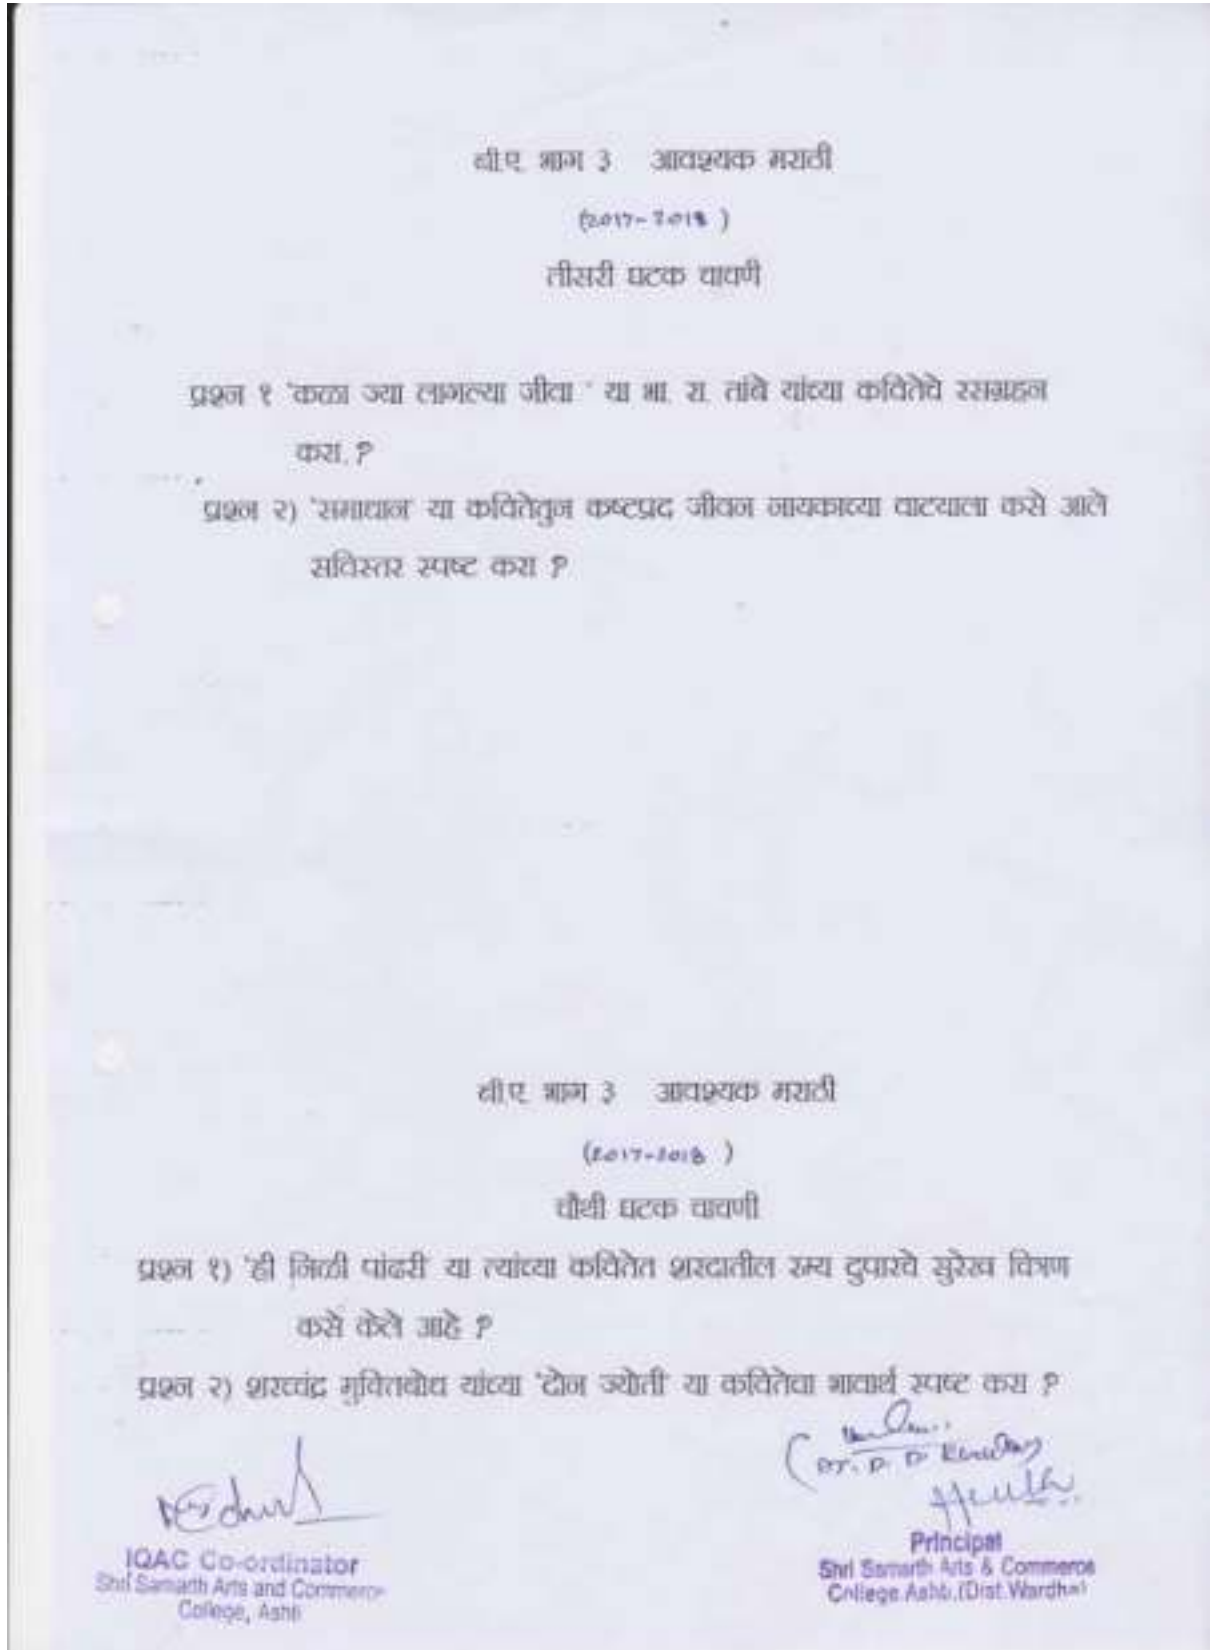 बी.ए. भाग ३ आवश्यक मराठी
(2017-2018)
तीसरी घटक चाचणी
प्रश्न १ 'कळा ज्या लागल्या जीवा ' या भा. रा. तांबे यांच्या कवितेचे रसग्रहन
करा. ?
प्रश्न २) 'समाधान' या कवितेतुन कष्टप्रद जीवन नायकाच्या वाटयाला कसे आले
सविस्तर स्पष्ट करा ?
बी.ए. भाग ३ आवश्यक मराठी
(2017-2018)
चौथी घटक चाचणी
प्रश्न १) 'ही निळी पांढरी' या त्यांच्या कवितेत शरदातील रम्य दुपारचे सुरेख चित्रण
कसे केले आहे ?
प्रश्न २) शरच्चंद्र मुक्तिबोध यांच्या 'दोन ज्योती' या कवितेचा भावार्थ स्पष्ट करा ?
IQAC Co-ordinator
Shri Samarth Arts and Commerce
College, Ashti
Principal
Shri Samarth Arts & Commerce
College Ashti.(Dist.Wardha)